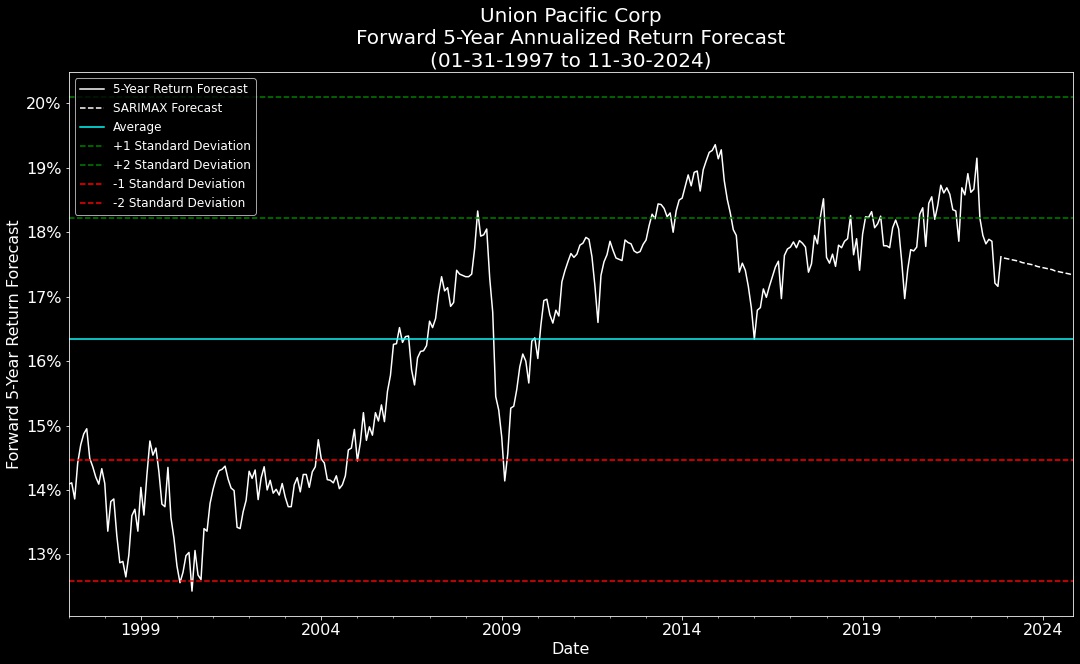 Union Pacific Corp
Forward 5-Year Annualized Return Forecast
(01-31-1997 to 11-30-2024)
5-Year Return Forecast
SARIMAX Forecast
Average
+1 Standard Deviation
+2 Standard Deviation
-1 Standard Deviation
-2 Standard Deviation
Forward 5-Year Return Forecast
20%
19%
18%
17%
16%
15%
14%
13%
1999
2004
2009
2014
2019
2024
Date